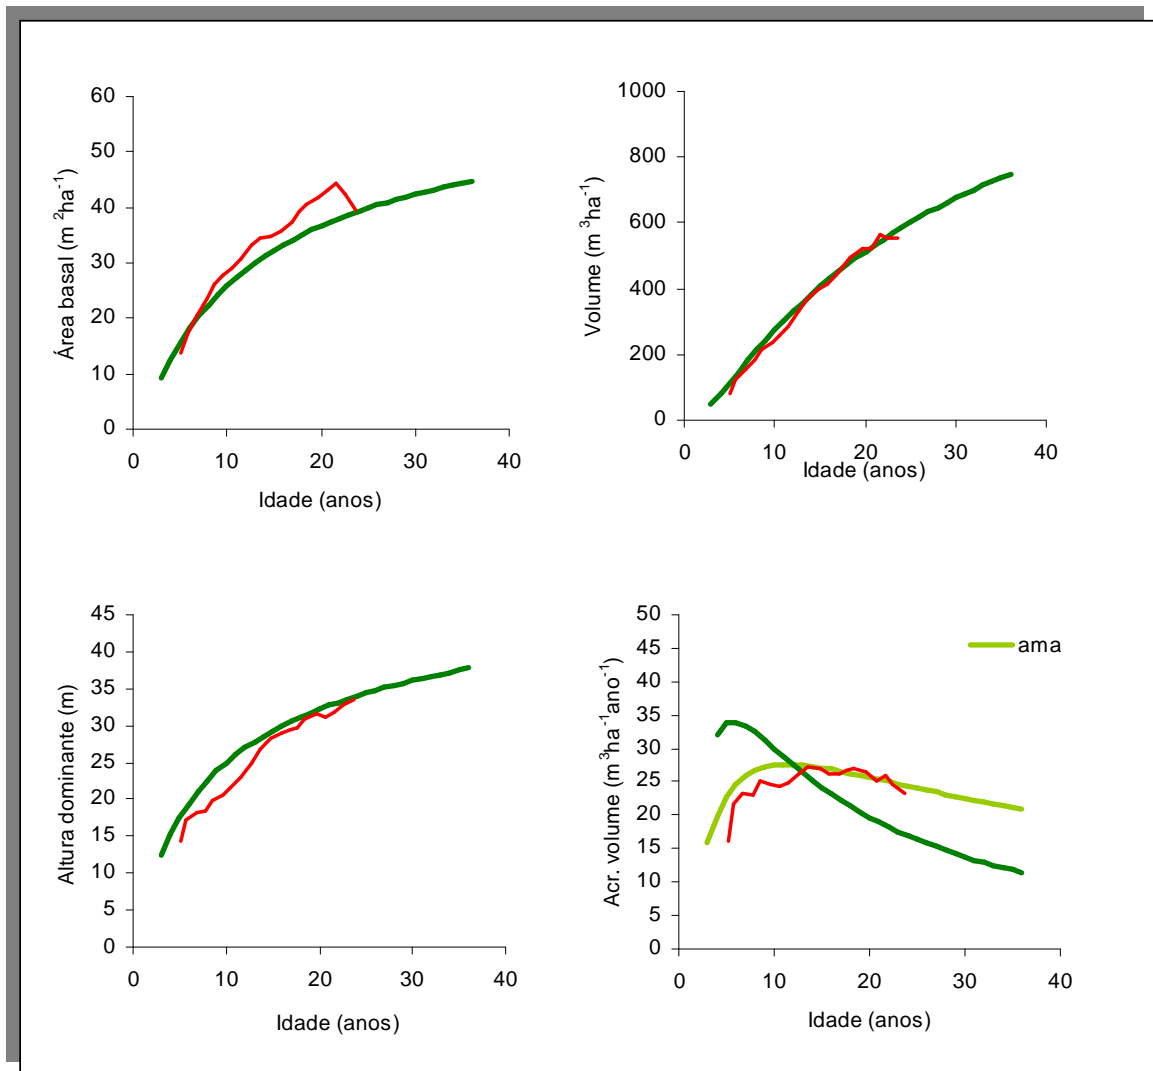 60
50
40
30
20
10
0
0 10 20 30 40
Área basal (m ²ha⁻¹)
Idade (anos)
1000
800
600
400
200
0
0 10 20 30 40
Volume (m ³ha⁻¹)
Idade (anos)
45
40
35
30
25
20
15
10
5
0
0 10 20 30 40
Altura dominante (m)
Idade (anos)
50
45
40
35
30
25
20
15
10
5
0
0 10 20 30 40
Acr. volume (m³ha⁻¹ano⁻¹)
Idade (anos)
ama